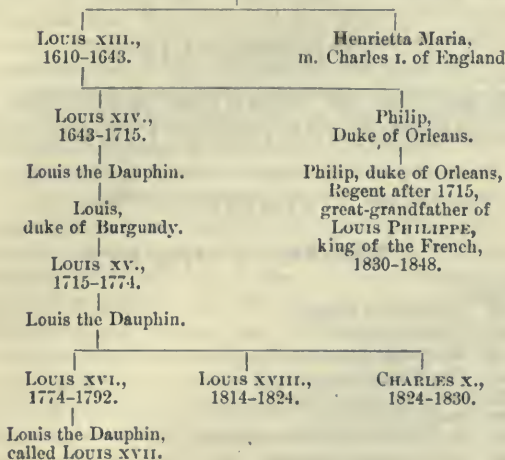 LOUIS XIII.,
1610-1643.
Henrietta Maria,
m. Charles I. of England
LOUIS XIV.,
1643-1715.
Philip,
Duke of Orleans.
Louis the Dauphin.
Philip, duke of Orleans,
Regent after 1715,
great-grandfather of
LOUIS PHILIPPE,
king of the French,
1830-1848.
Louis,
duke of Burgundy.
LOUIS XV.,
1715-1774.
Louis the Dauphin.
LOUIS XVI.,
1774-1792.
LOUIS XVIII.,
1814-1824.
CHARLES X.,
1824-1830.
Louis the Dauphin,
called LOUIS XVII.